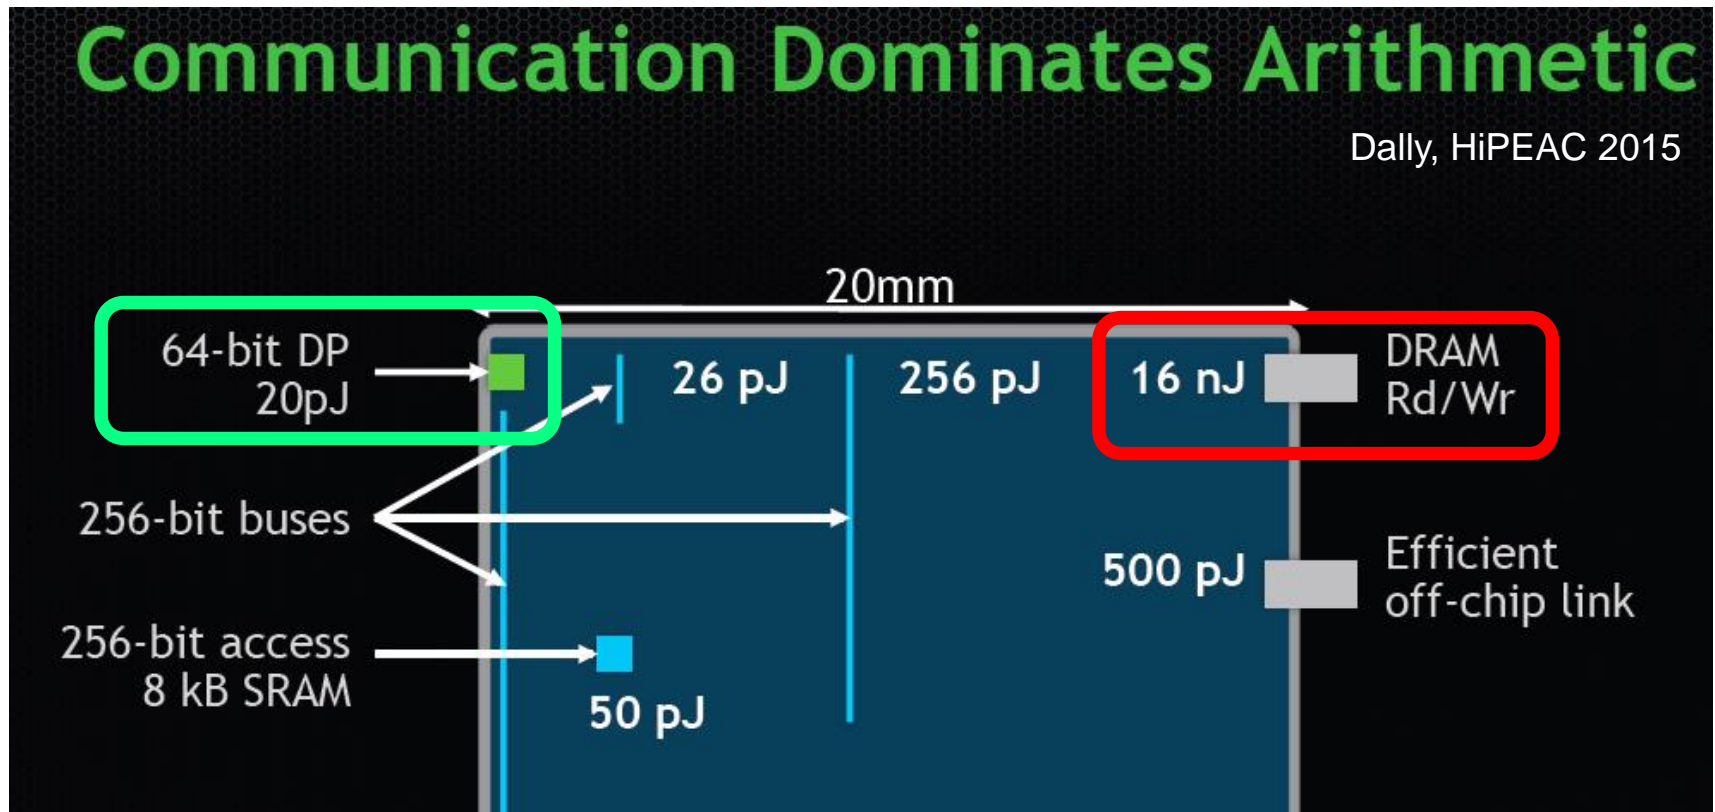 Communication Dominates Arithmetic
Dally, HiPEAC 2015
20mm
64-bit DP
20pJ
26 pJ
256 pJ
16 nJ
DRAM
Rd/Wr
256-bit buses
500 pJ
Efficient
off-chip link
256-bit access
8 kB SRAM
50 pJ